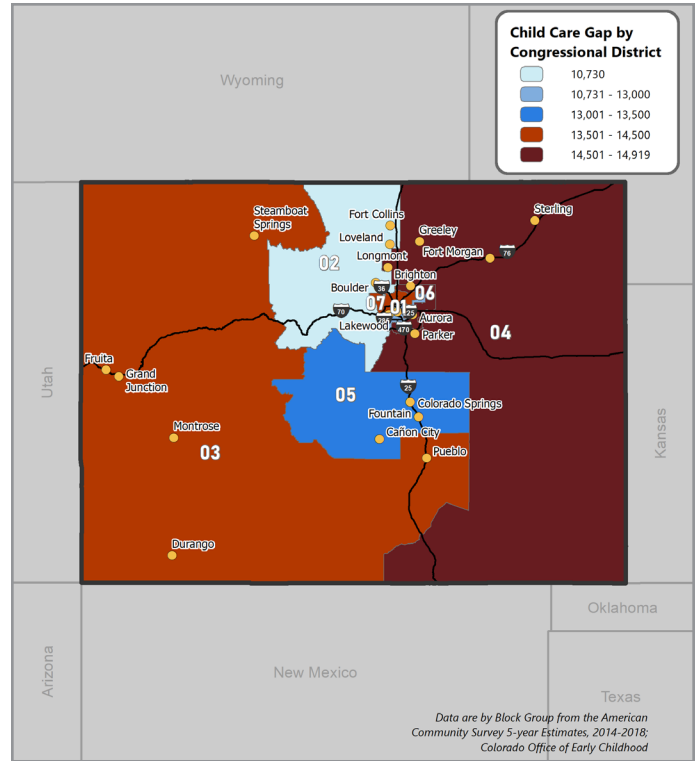 Child Care Gap by
Congressional District
10,730
10,731 - 13,000
13,001 - 13,500
13,501 - 14,500
14,501 - 14,919
Wyoming
Steamboat
Springs
Fort Collins
Sterling
Greeley
Loveland
Fort Morgan
76
Longmont
02
Brighton
Boulder
36
06
07
01
70
225
Aurora
Lakewood
470
04
Parker
Fruita
Grand
Junction
Utah
25
05
Colorado Springs
Fountain
Kansas
Montrose
Cañon City
03
Pueblo
Durango
Oklahoma
Arizona
New Mexico
Texas
Data are by Block Group from the American
Community Survey 5-year Estimates, 2014-2018;
Colorado Office of Early Childhood